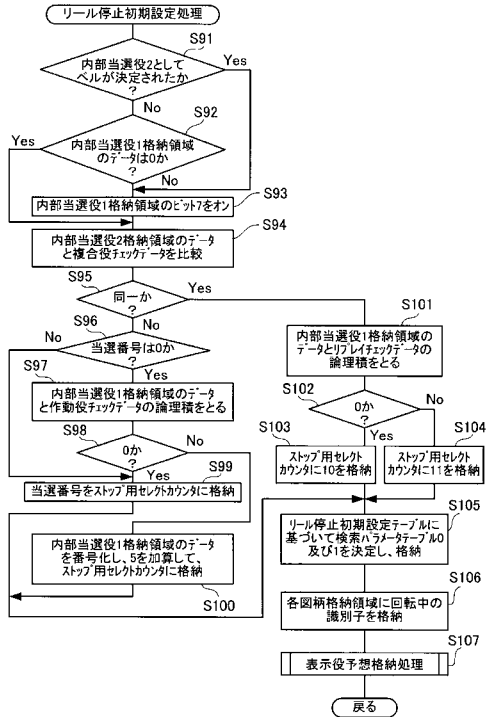 リール停止初期設定処理
S91
内部当選役2として
ベルが決定されたか
?
Yes
No
S92
Yes
内部当選役1格納領域
のデータは0か
?
No
S93
内部当選役1格納領域のビット7をオン
S94
内部当選役2格納領域のデータ
と複合役チェックデータを比較
S95
同一か
?
Yes
No
S96
No
当選番号は0か
?
Yes
S97
内部当選役1格納領域のデータ
と作動役チェックデータの論理積をとる
S98
0か
?
No
Yes
S99
当選番号をストップ用セレクトカウンタに格納
内部当選役1格納領域のデータ
を番号化し、5を加算して、
ストップ用セレクトカウンタに格納
S100
S101
内部当選役1格納領域の
データとリプレイチェックデータの
論理積をとる
S102
0か
?
No
Yes
S103
ストップ用セレクト
カウンタに10を格納
S104
ストップ用セレクト
カウンタに11を格納
S105
リール停止初期設定テーブルに
基づいて検索パラメータテーブル0
及び1を決定し、格納
S106
各図柄格納領域に回転中の
識別子を格納
S107
表示役予想格納処理
戻る